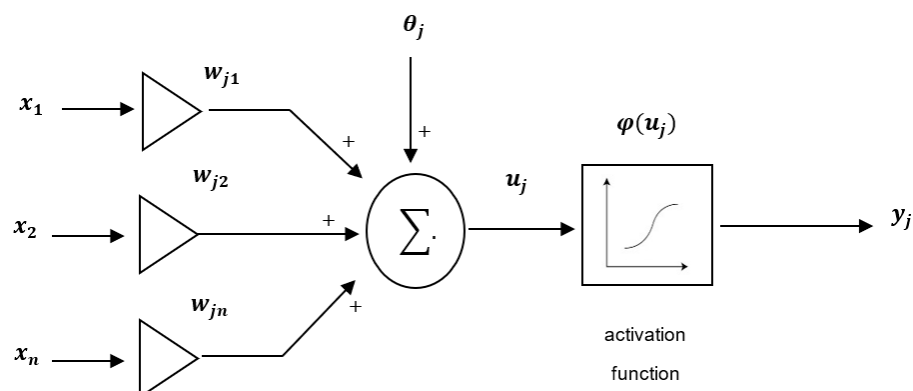 θ_j
w_j1
x_1
+
+
φ(u_j)
w_j2
u_j
x_2
+
Σ.
y_j
w_jn
+
x_n
activation
function